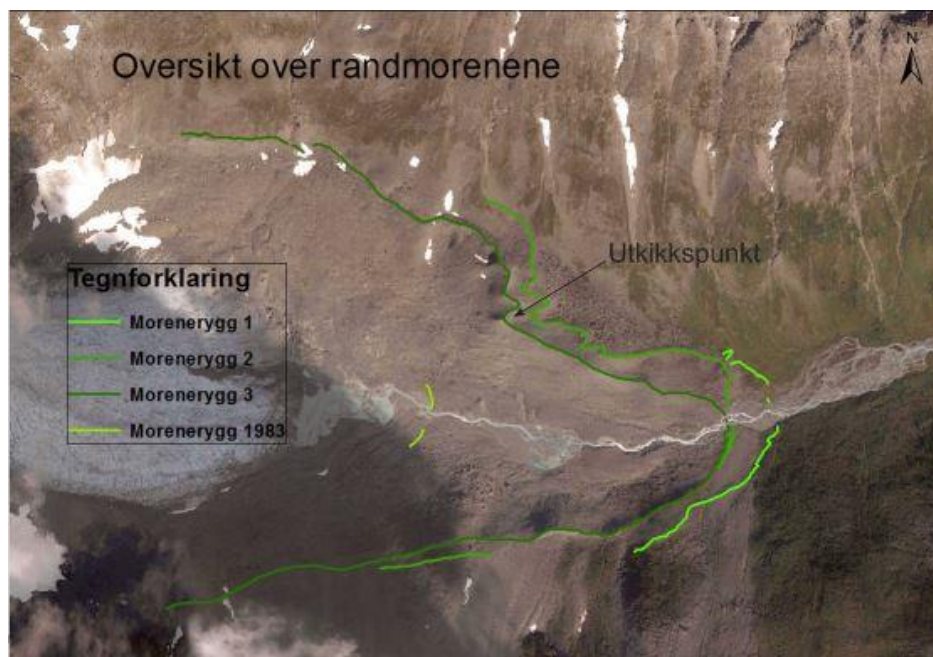 Oversikt over randmorenene
N
Utkikkspunkt
Tegnforklaring
Morenerygg 1
Morenerygg 2
Morenerygg 3
Morenerygg 1983